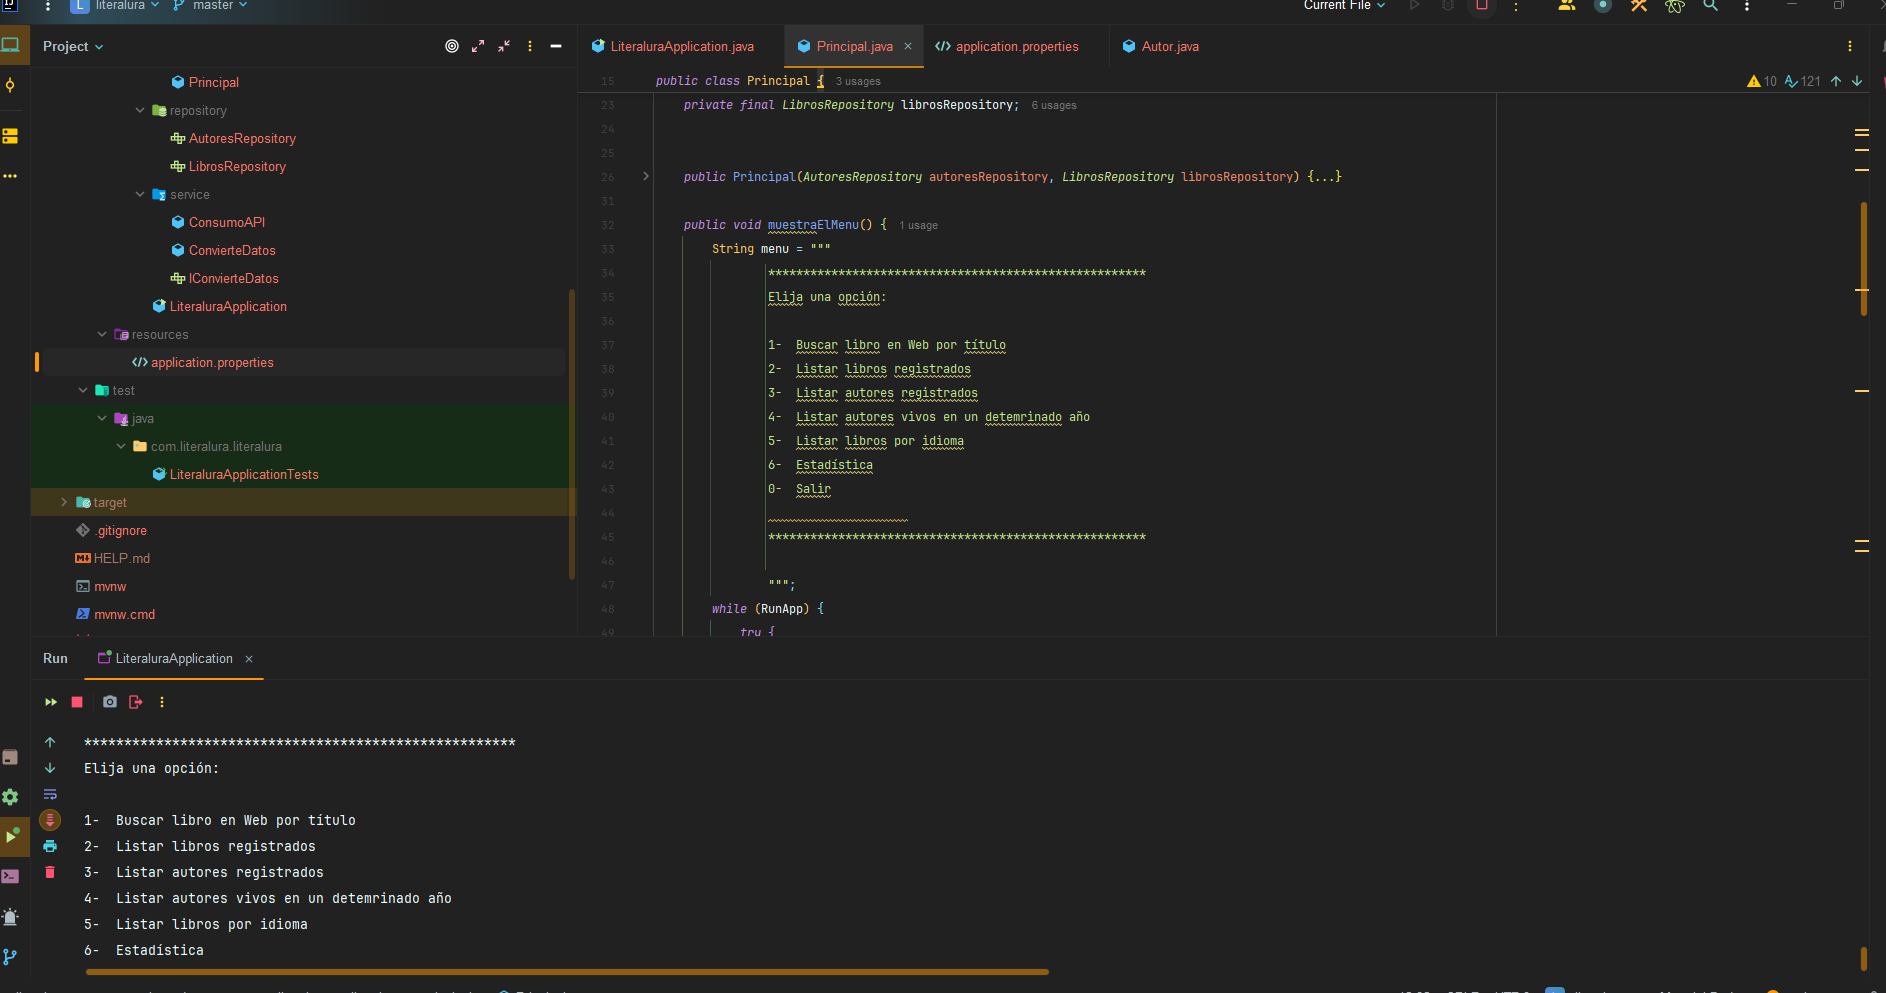 L literalura master Current File
Project
LiteraluraApplication.java Principal.java application.properties Autor.java
Principal
repository
AutoresRepository
LibrosRepository
service
ConsumoAPI
ConvierteDatos
IConvierteDatos
LiteraluraApplication
resources
application.properties
test
java
com.literalura.literalura
LiteraluraApplicationTests
target
.gitignore
HELP.md
mvnw
mvnw.cmd
10 121
15 public class Principal { 3 usages
23 private final LibrosRepository librosRepository; 6 usages
24
25
26 public Principal(AutoresRepository autoresRepository, LibrosRepository librosRepository) {...}
31
32 public void muestraElMenu() { 1 usage
33 String menu = """
34 ******************************************************
35 Elija una opción:
36
37 1- Buscar libro en Web por título
38 2- Listar libros registrados
39 3- Listar autores registrados
40 4- Listar autores vivos en un detemrinado año
41 5- Listar libros por idioma
42 6- Estadística
43 0- Salir
44
45 ******************************************************
46
47 """;
48 while (RunApp) {
49 try {
Run LiteraluraApplication
******************************************************
Elija una opción:
1- Buscar libro en Web por título
2- Listar libros registrados
3- Listar autores registrados
4- Listar autores vivos en un detemrinado año
5- Listar libros por idioma
6- Estadística